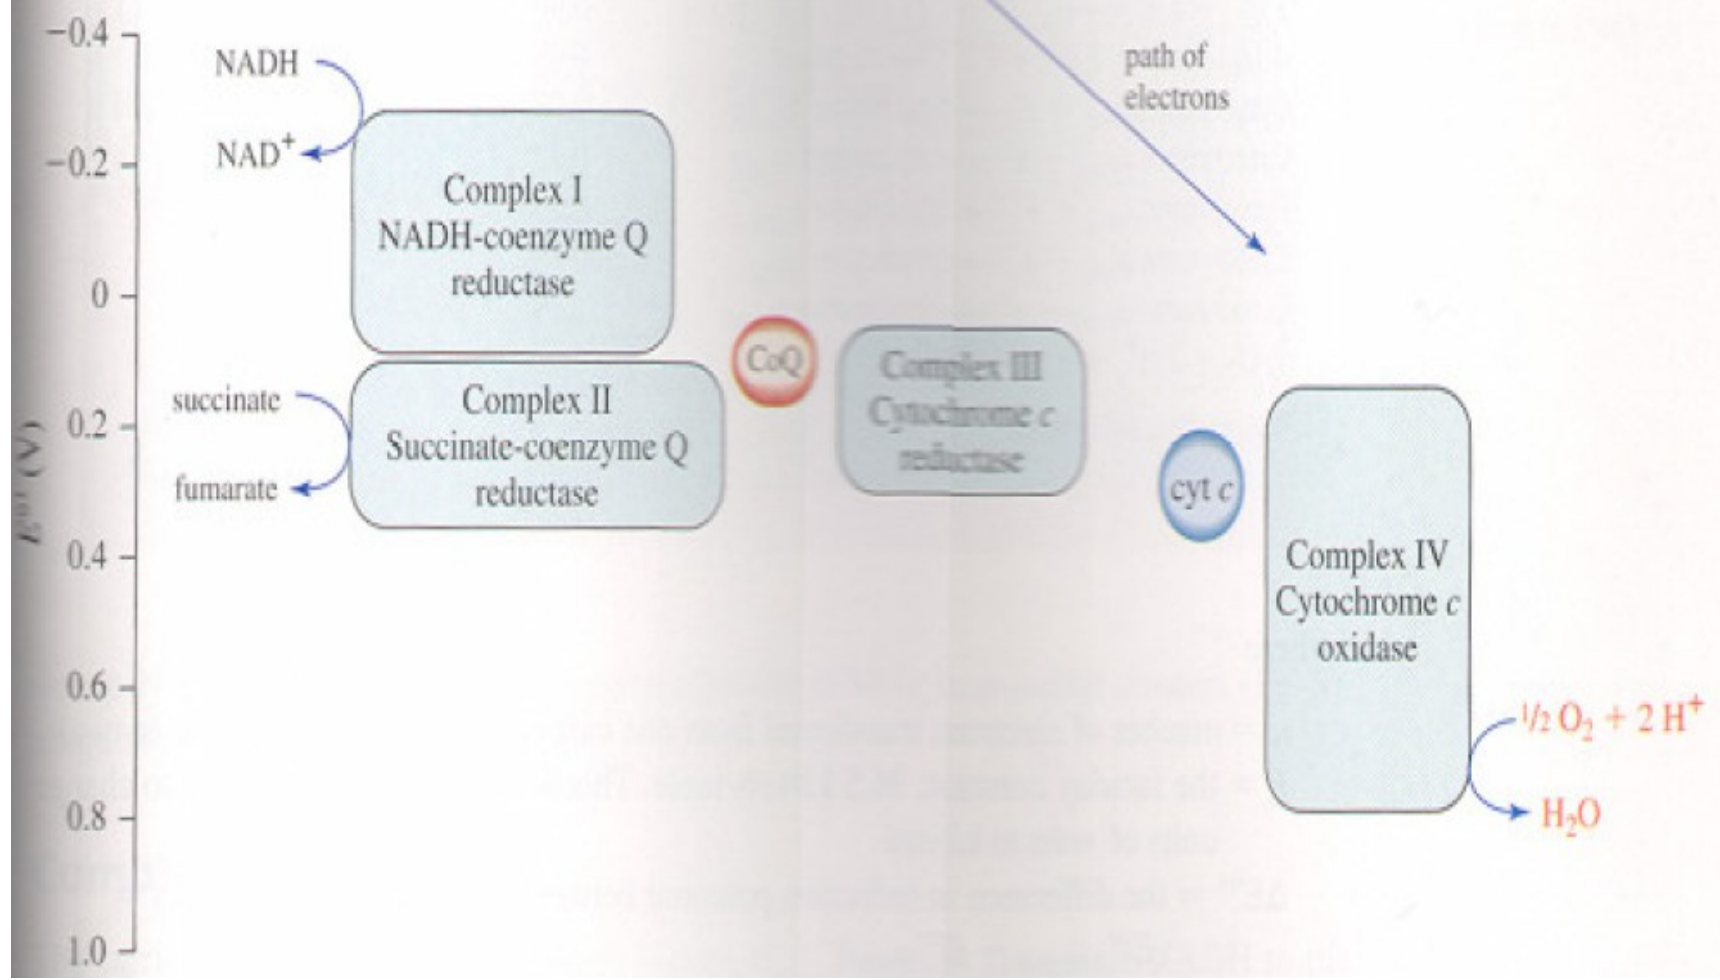 −0.4
−0.2
0
0.2
0.4
0.6
0.8
1.0
E°′ (V)
NADH
NAD⁺
Complex I
NADH-coenzyme Q
reductase
succinate
fumarate
Complex II
Succinate-coenzyme Q
reductase
CoQ
Complex III
Cytochrome c
reductase
path of
electrons
cyt c
Complex IV
Cytochrome c
oxidase
1/2 O₂ + 2 H⁺
H₂O